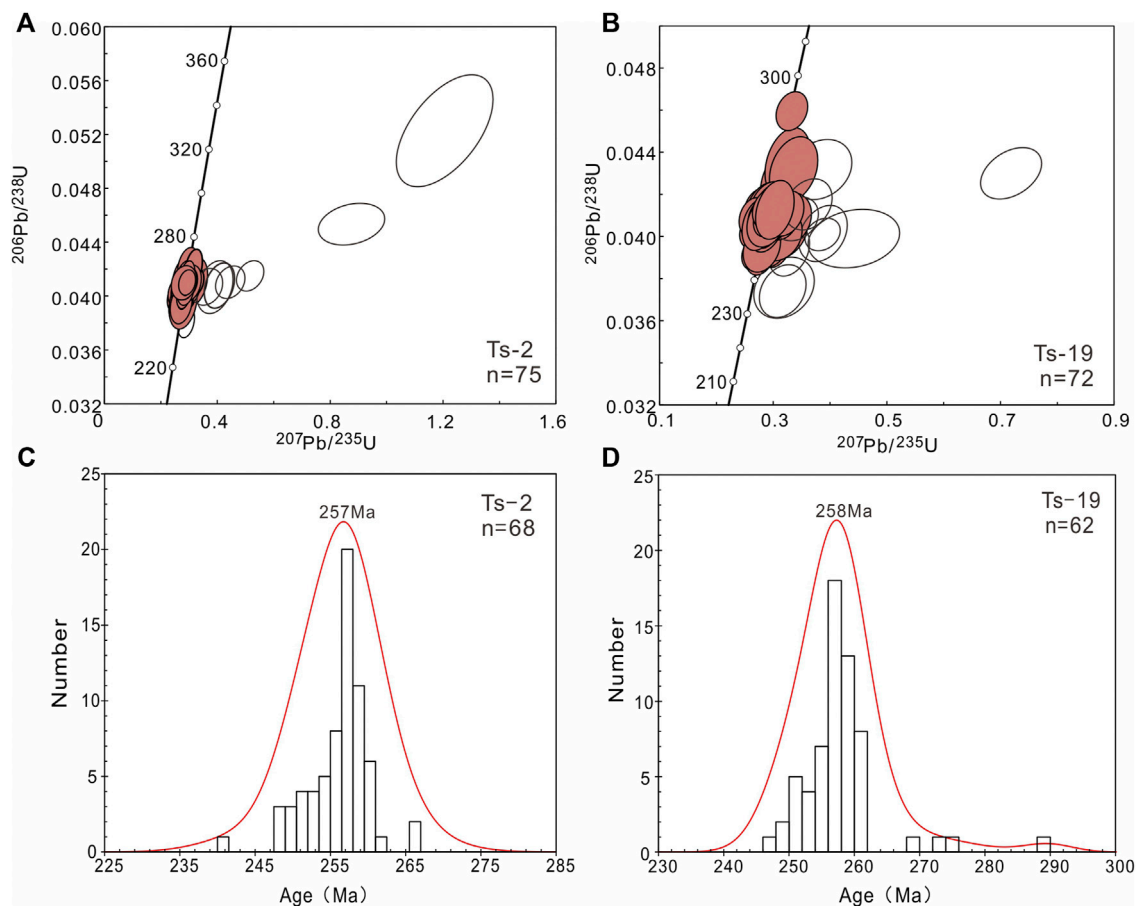 A
0.060
0.056
0.052
0.048
0.044
0.040
0.036
0.032
206Pb/238U
360
320
280
220
Ts-2
n=75
0
0.4
0.8
1.2
1.6
207Pb/235U
B
0.048
0.044
0.040
0.036
0.032
206Pb/238U
300
230
210
Ts-19
n=72
0.1
0.3
0.5
0.7
0.9
207Pb/235U
C
25
20
15
10
5
0
Number
257Ma
Ts-2
n=68
225
235
245
255
265
275
285
Age (Ma)
D
25
20
15
10
5
0
Number
258Ma
Ts-19
n=62
230
240
250
260
270
280
290
300
Age (Ma)